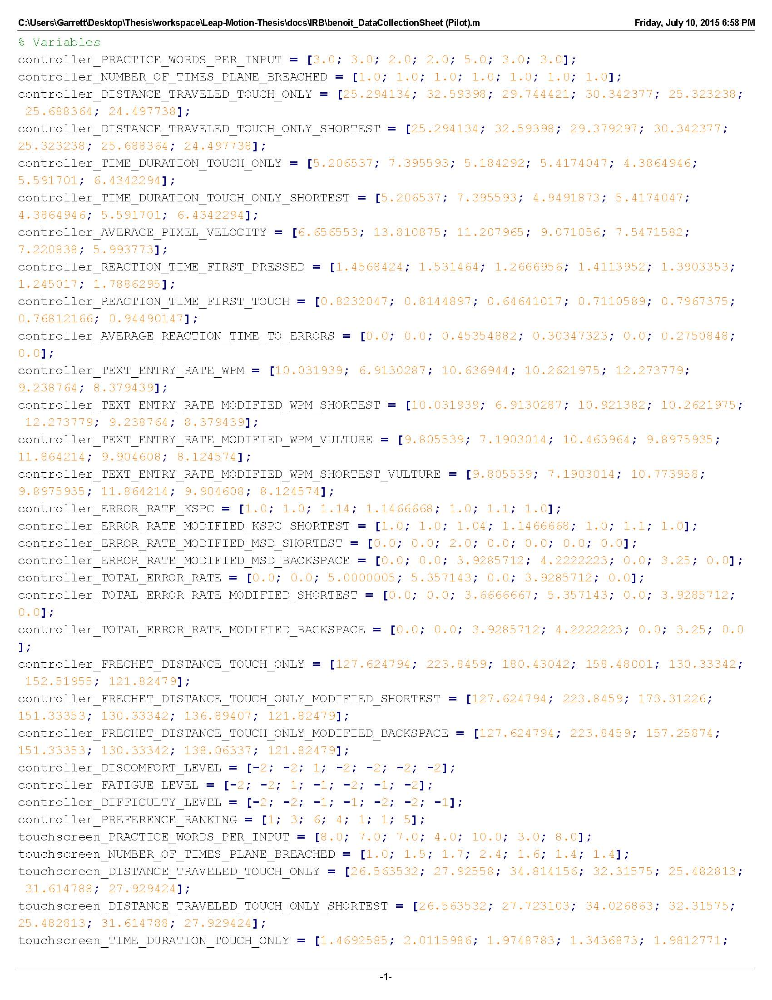 C:\Users\Garrett\Desktop\Thesis\workspace\Leap-Motion-Thesis\docs\IRB\benoit_DataCollectionSheet (Pilot).m Friday, July 10, 2015 6:58 PM
% Variables
controller_PRACTICE_WORDS_PER_INPUT = [3.0; 3.0; 2.0; 2.0; 5.0; 3.0; 3.0];
controller_NUMBER_OF_TIMES_PLANE_BREACHED = [1.0; 1.0; 1.0; 1.0; 1.0; 1.0; 1.0];
controller_DISTANCE_TRAVELED_TOUCH_ONLY = [25.294134; 32.59398; 29.744421; 30.342377; 25.323238;
25.688364; 24.497738];
controller_DISTANCE_TRAVELED_TOUCH_ONLY_SHORTEST = [25.294134; 32.59398; 29.379297; 30.342377;
25.323238; 25.688364; 24.497738];
controller_TIME_DURATION_TOUCH_ONLY = [5.206537; 7.395593; 5.184292; 5.4174047; 4.3864946;
5.591701; 6.4342294];
controller_TIME_DURATION_TOUCH_ONLY_SHORTEST = [5.206537; 7.395593; 4.9491873; 5.4174047;
4.3864946; 5.591701; 6.4342294];
controller_AVERAGE_PIXEL_VELOCITY = [6.656553; 13.810875; 11.207965; 9.071056; 7.5471582;
7.220838; 5.993773];
controller_REACTION_TIME_FIRST_PRESSED = [1.4568424; 1.531464; 1.2666956; 1.4113952; 1.3903353;
1.245017; 1.7886295];
controller_REACTION_TIME_FIRST_TOUCH = [0.8232047; 0.8144897; 0.64641017; 0.7110589; 0.7967375;
0.76812166; 0.94490147];
controller_AVERAGE_REACTION_TIME_TO_ERRORS = [0.0; 0.0; 0.45354882; 0.30347323; 0.0; 0.2750848;
0.0];
controller_TEXT_ENTRY_RATE_WPM = [10.031939; 6.9130287; 10.636944; 10.2621975; 12.273779;
9.238764; 8.379439];
controller_TEXT_ENTRY_RATE_MODIFIED_WPM_SHORTEST = [10.031939; 6.9130287; 10.921382; 10.2621975;
12.273779; 9.238764; 8.379439];
controller_TEXT_ENTRY_RATE_MODIFIED_WPM_VULTURE = [9.805539; 7.1903014; 10.463964; 9.8975935;
11.864214; 9.904608; 8.124574];
controller_TEXT_ENTRY_RATE_MODIFIED_WPM_SHORTEST_VULTURE = [9.805539; 7.1903014; 10.773958;
9.8975935; 11.864214; 9.904608; 8.124574];
controller_ERROR_RATE_KSPC = [1.0; 1.0; 1.14; 1.1466668; 1.0; 1.1; 1.0];
controller_ERROR_RATE_MODIFIED_KSPC_SHORTEST = [1.0; 1.0; 1.04; 1.1466668; 1.0; 1.1; 1.0];
controller_ERROR_RATE_MODIFIED_MSD_SHORTEST = [0.0; 0.0; 2.0; 0.0; 0.0; 0.0; 0.0];
controller_ERROR_RATE_MODIFIED_MSD_BACKSPACE = [0.0; 0.0; 3.9285712; 4.2222223; 0.0; 3.25; 0.0];
controller_TOTAL_ERROR_RATE = [0.0; 0.0; 5.0000005; 5.357143; 0.0; 3.9285712; 0.0];
controller_TOTAL_ERROR_RATE_MODIFIED_SHORTEST = [0.0; 0.0; 3.6666667; 5.357143; 0.0; 3.9285712;
0.0];
controller_TOTAL_ERROR_RATE_MODIFIED_BACKSPACE = [0.0; 0.0; 3.9285712; 4.2222223; 0.0; 3.25; 0.0
];
controller_FRECHET_DISTANCE_TOUCH_ONLY = [127.624794; 223.8459; 180.43042; 158.48001; 130.33342;
152.51955; 121.82479];
controller_FRECHET_DISTANCE_TOUCH_ONLY_MODIFIED_SHORTEST = [127.624794; 223.8459; 173.31226;
151.33353; 130.33342; 136.89407; 121.82479];
controller_FRECHET_DISTANCE_TOUCH_ONLY_MODIFIED_BACKSPACE = [127.624794; 223.8459; 157.25874;
151.33353; 130.33342; 138.06337; 121.82479];
controller_DISCOMFORT_LEVEL = [-2; -2; 1; -2; -2; -2; -2];
controller_FATIGUE_LEVEL = [-2; -2; 1; -1; -2; -1; -2];
controller_DIFFICULTY_LEVEL = [-2; -2; -1; -1; -2; -2; -1];
controller_PREFERENCE_RANKING = [1; 3; 6; 4; 1; 1; 5];
touchscreen_PRACTICE_WORDS_PER_INPUT = [8.0; 7.0; 7.0; 4.0; 10.0; 3.0; 8.0];
touchscreen_NUMBER_OF_TIMES_PLANE_BREACHED = [1.0; 1.5; 1.7; 2.4; 1.6; 1.4; 1.4];
touchscreen_DISTANCE_TRAVELED_TOUCH_ONLY = [26.563532; 27.92558; 34.814156; 32.31575; 25.482813;
31.614788; 27.929424];
touchscreen_DISTANCE_TRAVELED_TOUCH_ONLY_SHORTEST = [26.563532; 27.723103; 34.026863; 32.31575;
25.482813; 31.614788; 27.929424];
touchscreen_TIME_DURATION_TOUCH_ONLY = [1.4692585; 2.0115986; 1.9748783; 1.3436873; 1.9812771;
-1-